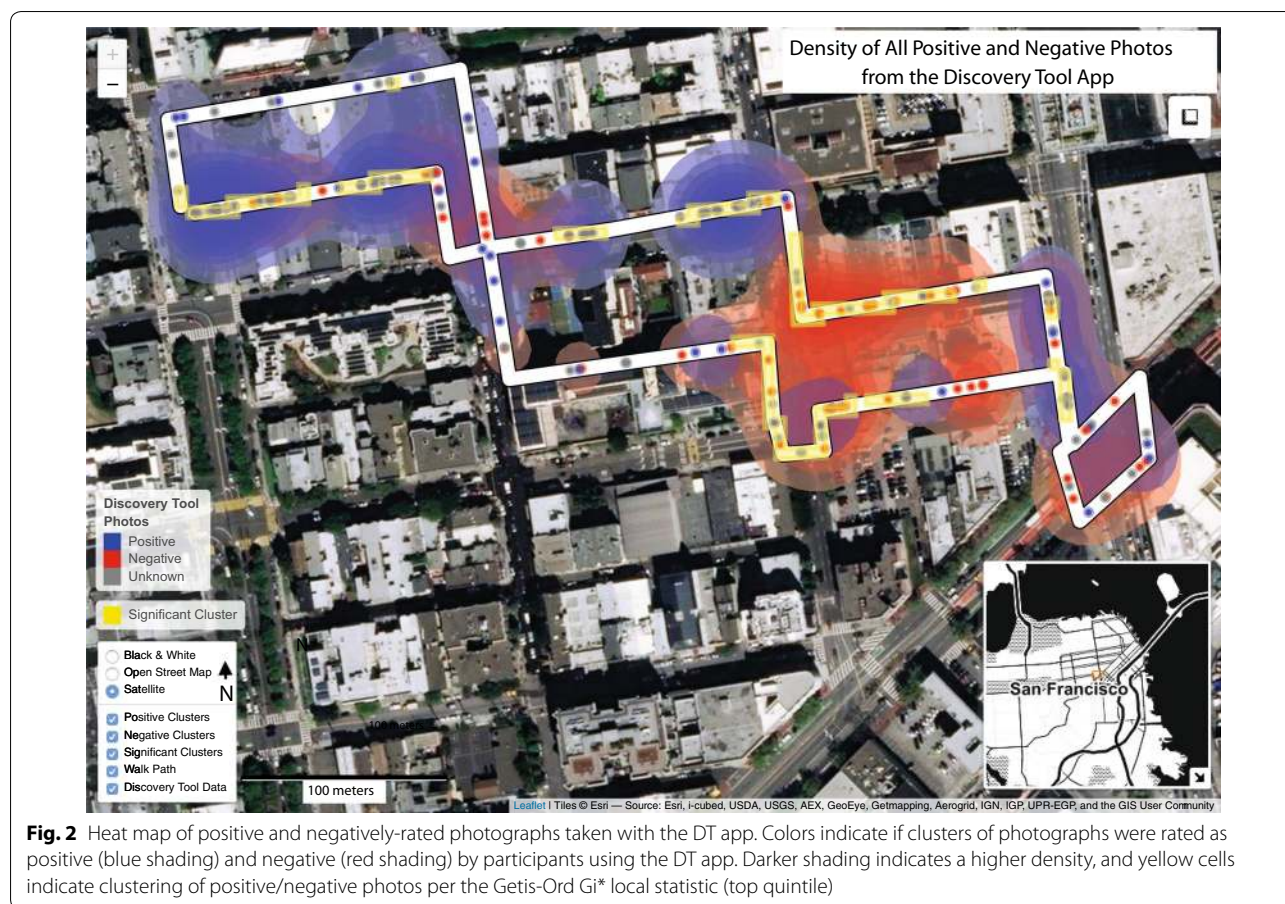 +
−
Density of All Positive and Negative Photos
from the Discovery Tool App
Discovery Tool
Photos
Positive
Negative
Unknown
Significant Cluster
Black & White
Open Street Map
Satellite
N
N
Positive Clusters
Negative Clusters
Significant Clusters
Walk Path
Discovery Tool Data
100 meters
100 meters
San Francisco
Leaflet | Tiles © Esri — Source: Esri, i-cubed, USDA, USGS, AEX, GeoEye, Getmapping, Aerogrid, IGN, IGP, UPR-EGP, and the GIS User Community
Fig. 2 Heat map of positive and negatively-rated photographs taken with the DT app. Colors indicate if clusters of photographs were rated as
positive (blue shading) and negative (red shading) by participants using the DT app. Darker shading indicates a higher density, and yellow cells
indicate clustering of positive/negative photos per the Getis-Ord Gi* local statistic (top quintile)